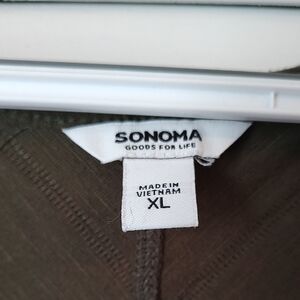 SONOMA
GOODS FOR LIFE
MADE IN
VIETNAM
XL